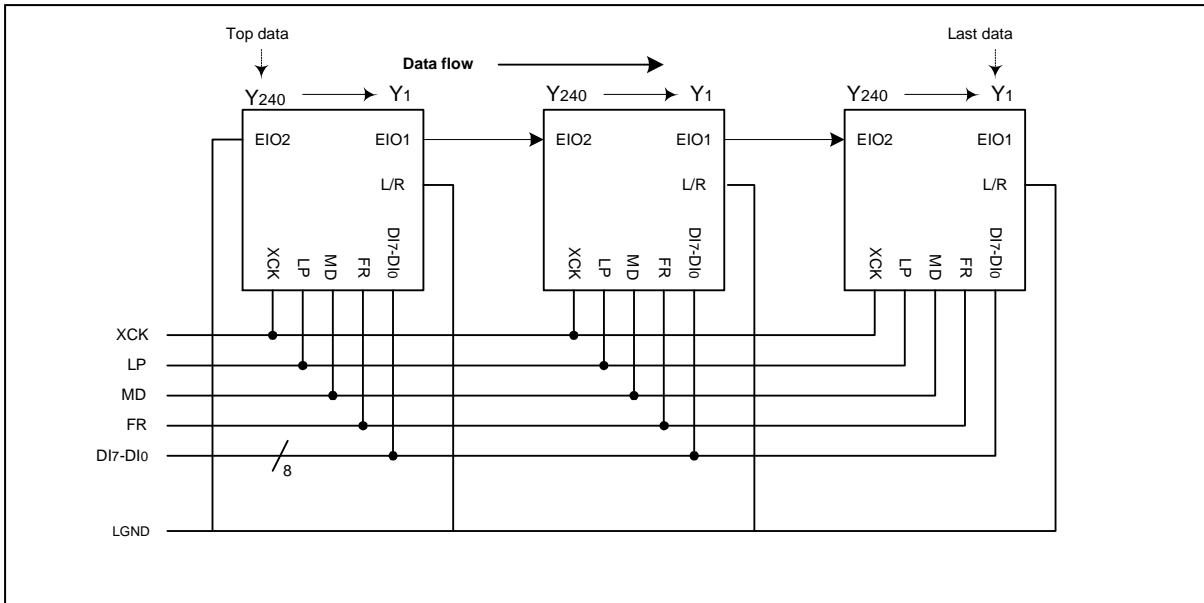 Top data
Last data
Data flow
Y240 Y1 Y240 Y1 Y240 Y1
EIO2 EIO1 EIO2 EIO1 EIO2 EIO1
L/R L/R L/R
XCK LP MD FR DI7-DI0 XCK LP MD FR DI7-DI0 XCK LP MD FR DI7-DI0
XCK
LP
MD
FR
DI7-DI0
8
LGND